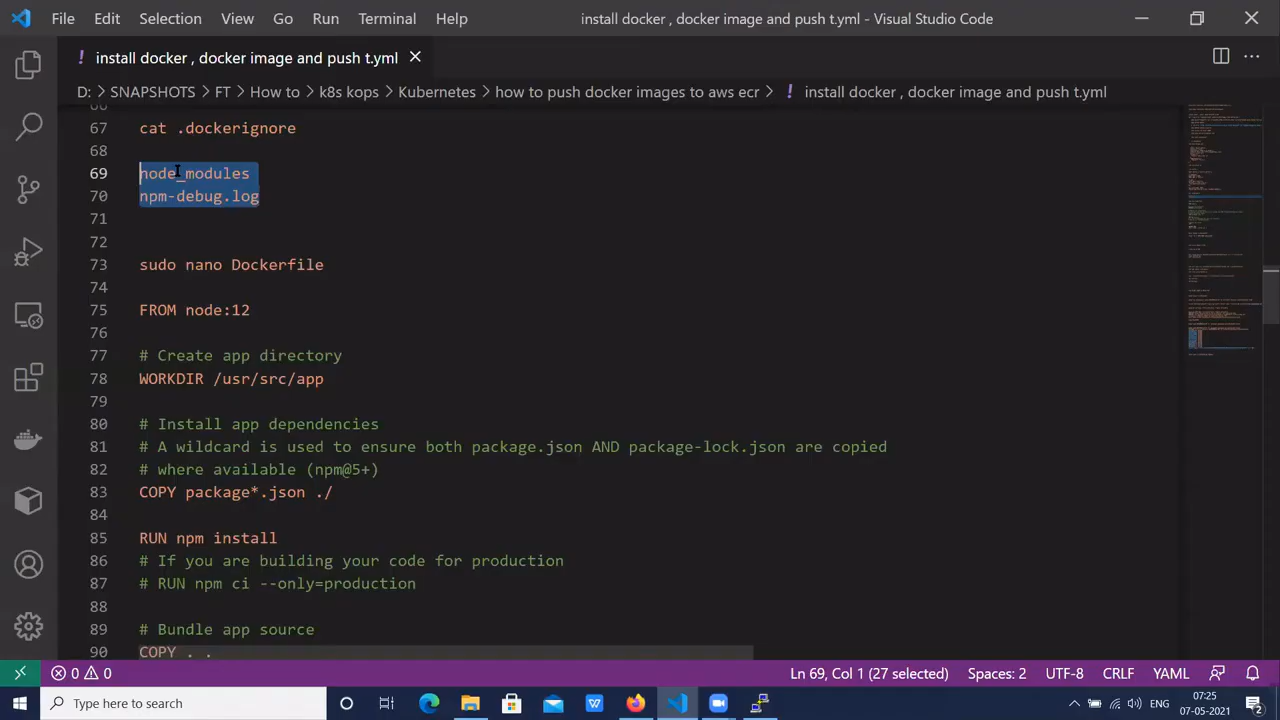 File Edit Selection View Go Run Terminal Help install docker , docker image and push t.yml - Visual Studio Code
! install docker , docker image and push t.yml
D: > SNAPSHOTS > FT > How to > k8s kops > Kubernetes > how to push docker images to aws ecr > ! install docker , docker image and push t.yml
66
67 cat .dockerignore
68
69 node_modules
70 npm-debug.log
71
72
73 sudo nano Dockerfile
74
75 FROM node:12
76
77 # Create app directory
78 WORKDIR /usr/src/app
79
80 # Install app dependencies
81 # A wildcard is used to ensure both package.json AND package-lock.json are copied
82 # where available (npm@5+)
83 COPY package*.json ./
84
85 RUN npm install
86 # If you are building your code for production
87 # RUN npm ci --only=production
88
89 # Bundle app source
90 COPY . .
0 0 Ln 69, Col 1 (27 selected) Spaces: 2 UTF-8 CRLF YAML
Type here to search ENG 07:25
07-05-2021 2